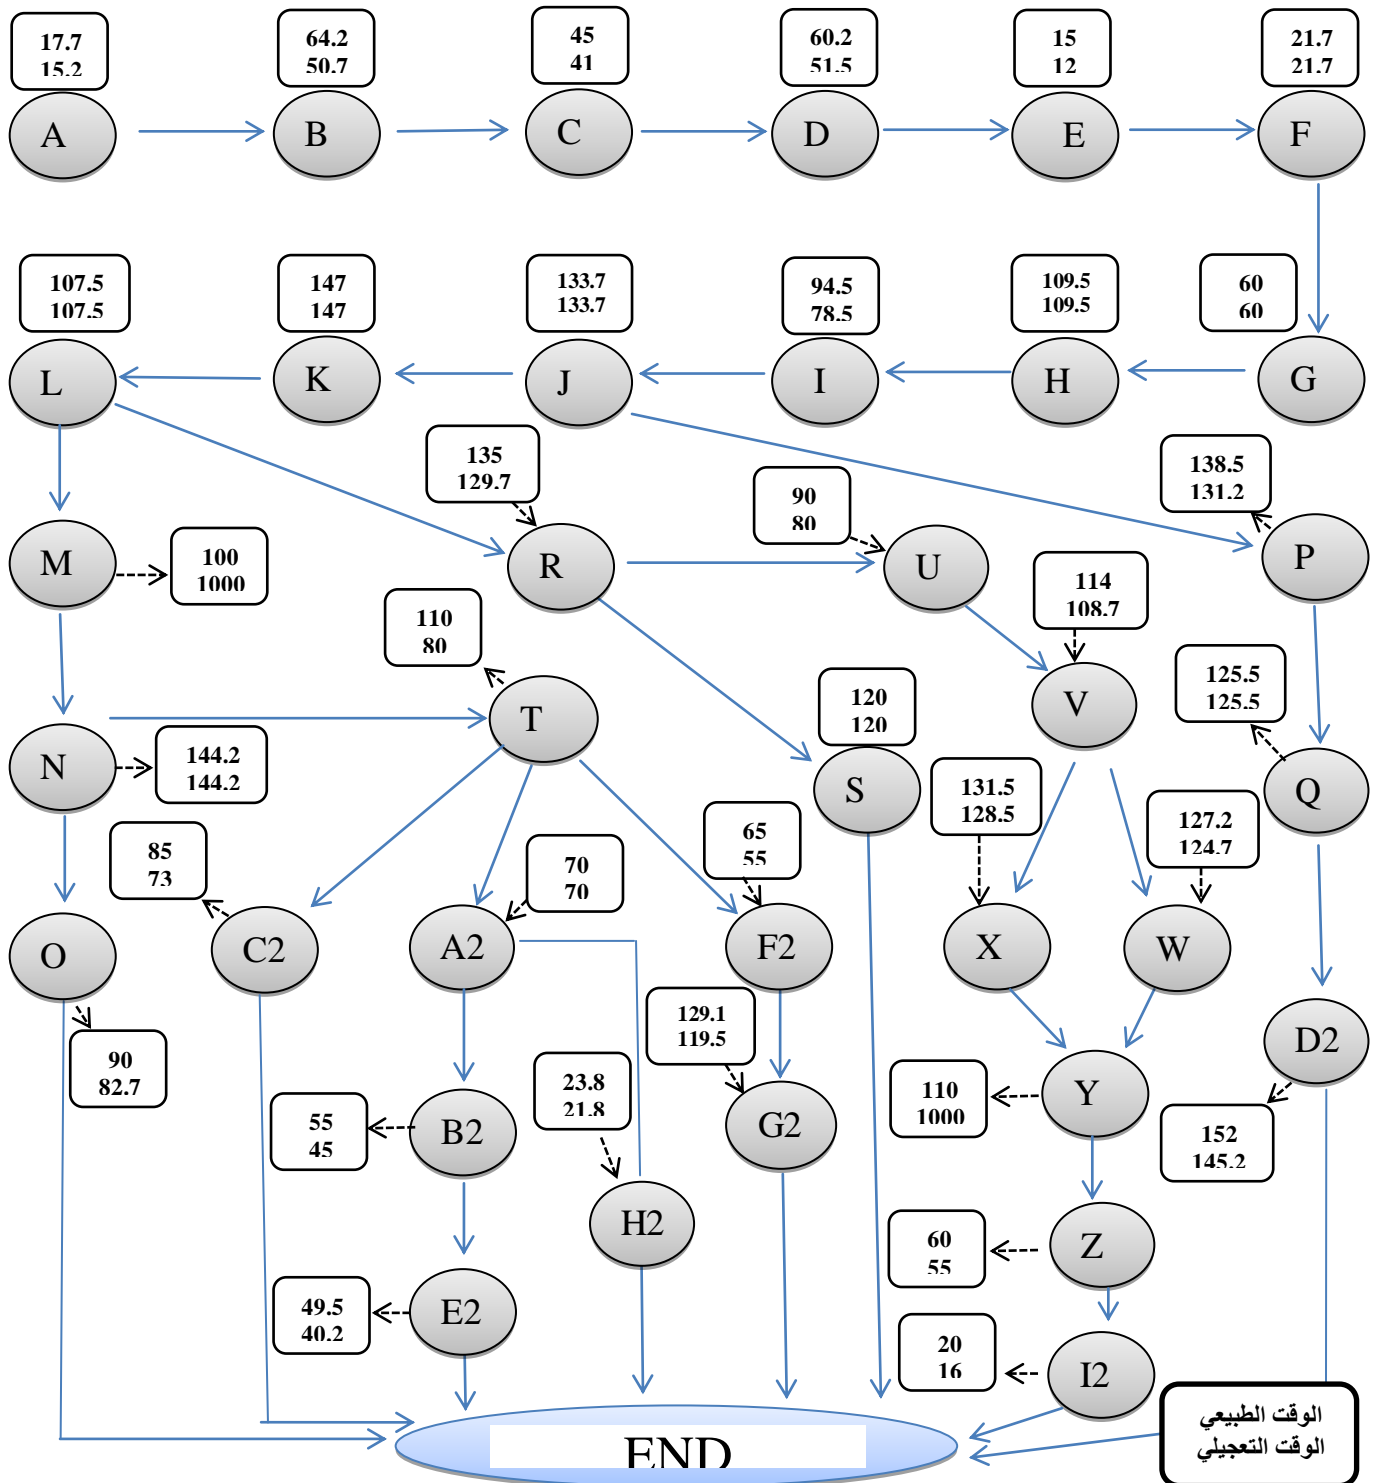 17.7
15.2
64.2
50.7
45
41
60.2
51.5
15
12
21.7
21.7
A
B
C
D
E
F
107.5
107.5
147
147
133.7
133.7
94.5
78.5
109.5
109.5
60
60
L
K
J
I
H
G
135
129.7
90
80
138.5
131.2
M
100
1000
R
U
P
110
80
114
108.7
N
144.2
144.2
T
120
120
S
V
125.5
125.5
Q
85
73
70
70
65
55
131.5
128.5
127.2
124.7
O
C2
A2
F2
X
W
90
82.7
129.1
119.5
D2
55
45
B2
23.8
21.8
G2
110
1000
Y
152
145.2
H2
60
55
Z
49.5
40.2
E2
20
16
I2
END
الوقت الطبيعي
الوقت التعجيلي